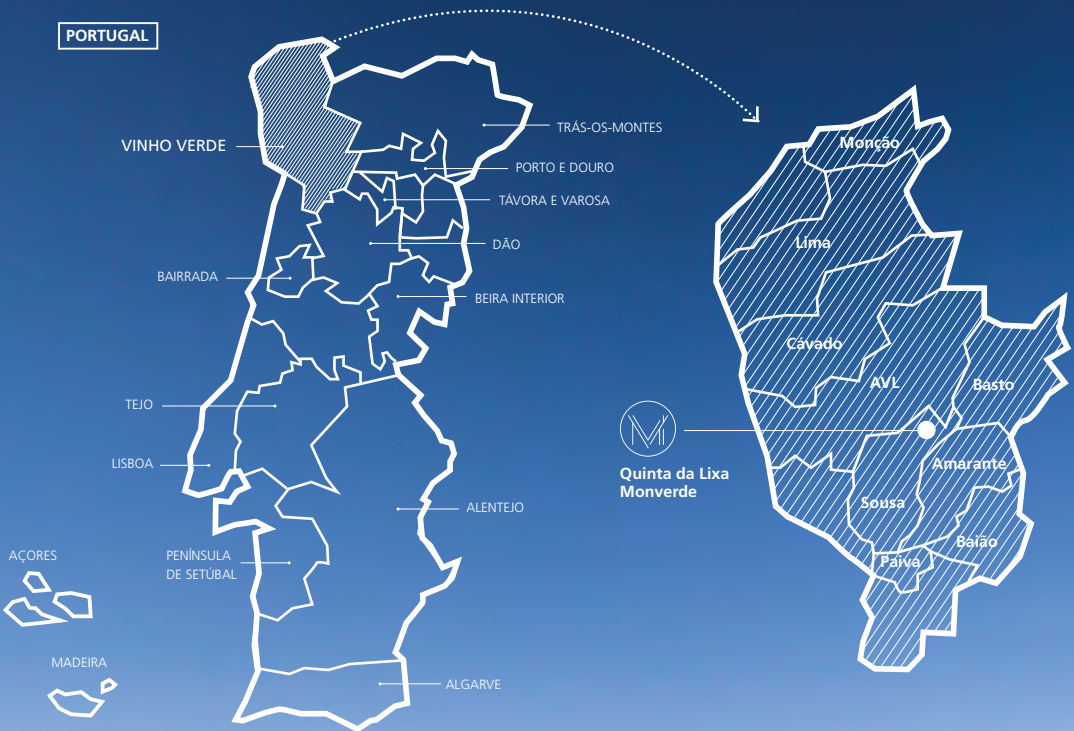 PORTUGAL
VINHO VERDE
TRÁS-OS-MONTES
PORTO E DOURO
TÁVORA E VAROSA
DÃO
BAIRRADA
BEIRA INTERIOR
TEJO
LISBOA
ALENTEJO
AÇORES
PENÍNSULA
DE SETÚBAL
MADEIRA
ALGARVE
Monção
Lima
Cávado
AVL
Basto
M
Quinta da Lixa
Monverde
Amarante
Sousa
Baião
Paiva